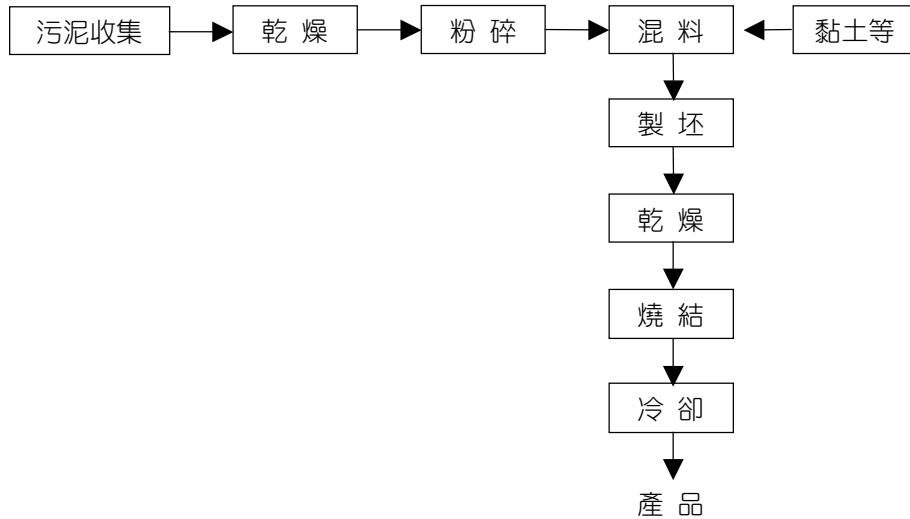 污泥收集
乾 燥
粉 碎
混 料
黏土等
製 坯
乾 燥
燒 結
冷 卻
產 品